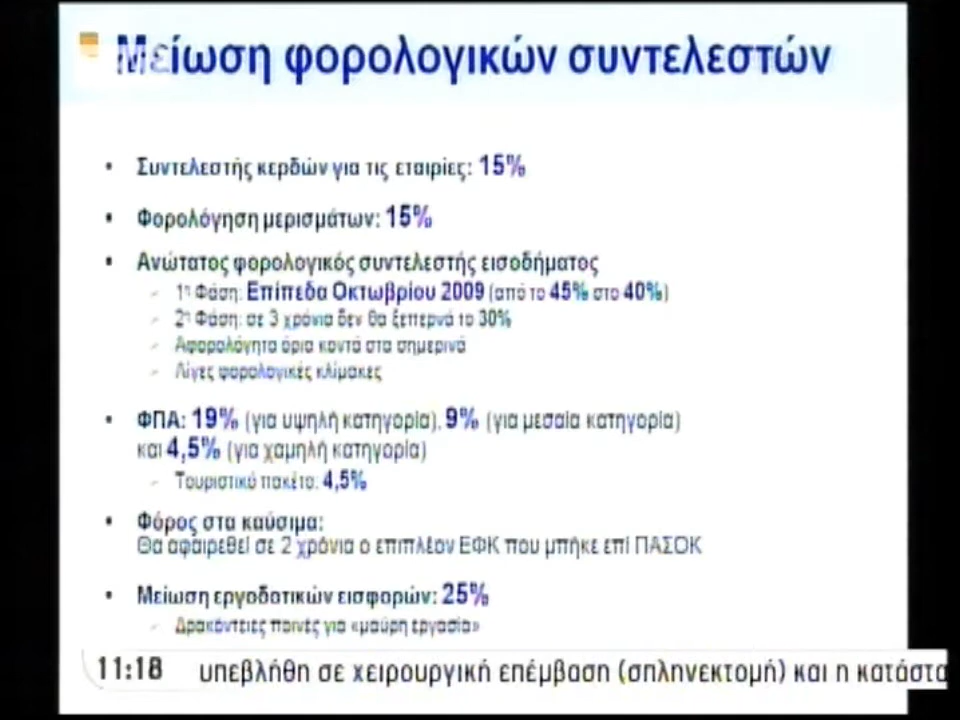 Μείωση φορολογικών συντελεστών
• Συντελεστής κερδών για τις εταιρίες: 15%
• Φορολόγηση μερισμάτων: 15%
• Ανώτατος φορολογικός συντελεστής εισοδήματος
1η Φάση: Επίπεδα Οκτωβρίου 2009 (από το 45% στο 40%)
2η Φάση: σε 3 χρόνια δεν θα ξεπερνά το 30%
Αφορολόγητα όρια κοντά στα σημερινά
Λίγες φορολογικές κλίμακες
• ΦΠΑ: 19% (για υψηλή κατηγορία), 9% (για μεσαία κατηγορία)
και 4,5% (για χαμηλή κατηγορία)
Τουριστικό πακέτο: 4,5%
• Φόρος στα καύσιμα:
Θα αφαιρεθεί σε 2 χρόνια ο επιπλέον ΕΦΚ που μπήκε επί ΠΑΣΟΚ
• Μείωση εργοδοτικών εισφορών: 25%
Δρακόντειες ποινές για «μαύρη εργασία»
11:18 υπεβλήθη σε χειρουργική επέμβαση (σπληνεκτομή) και η κατάστα